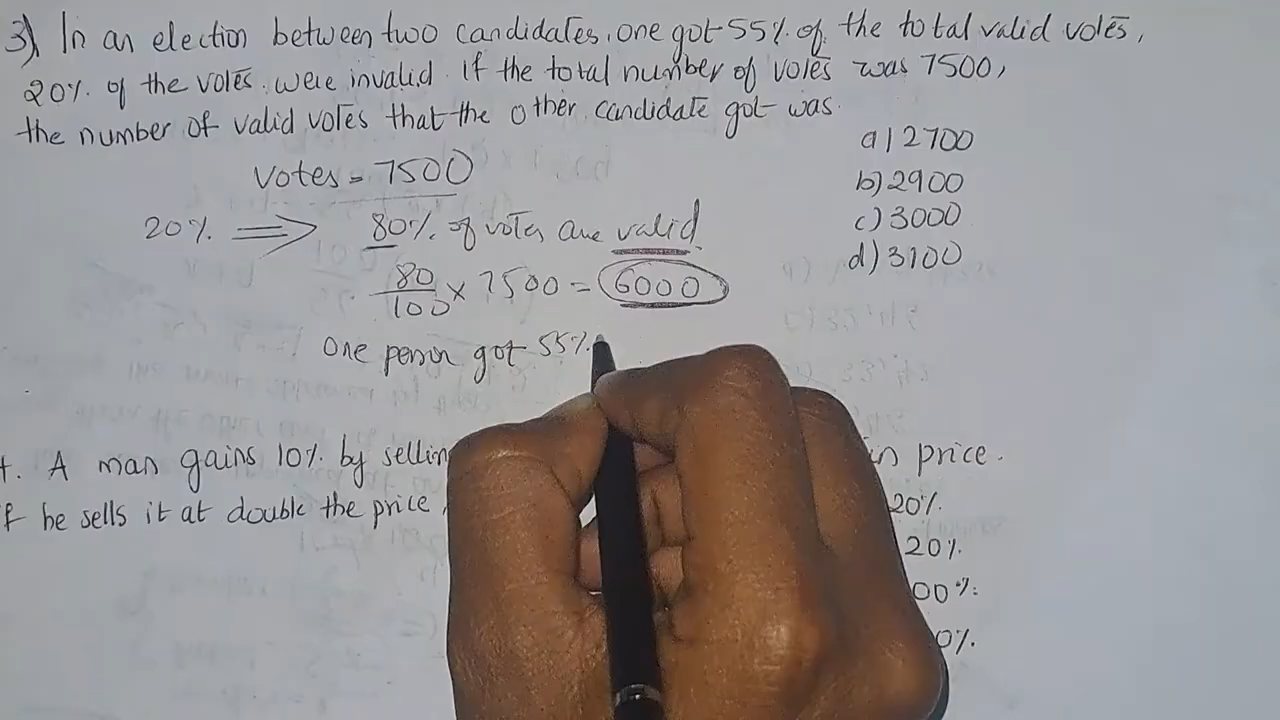 3) In an election between two candidates, one got 55% of the total valid votes,
20% of the votes were invalid. If the total number of votes was 7500,
the number of valid votes that the other candidate got was.
a) 2700
b) 2900
c) 3000
d) 3100
Votes = 7500
20% ⟹ 80% of votes are valid
80/100 × 7500 = 6000
One person got 55%
4. A man gains 10% by sellin in price.
If he sells it at double the price
20%.
20%.
00%.
0%.